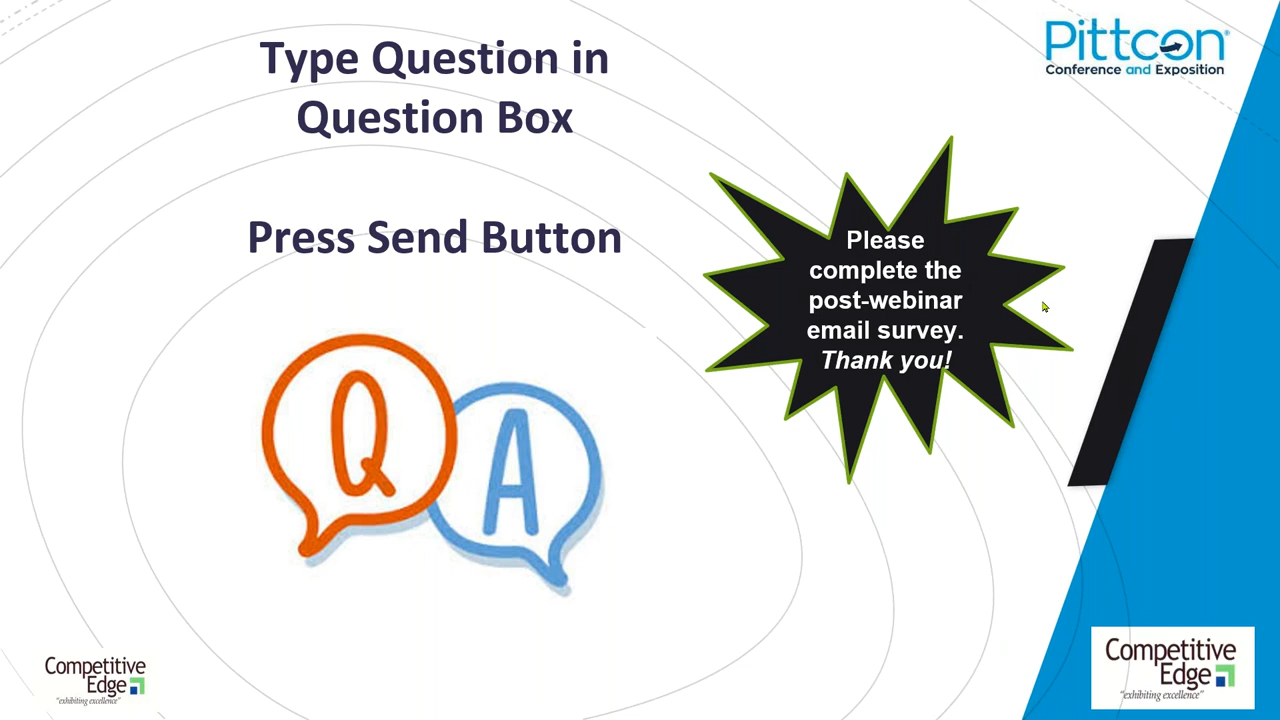 Type Question in
Question Box
Press Send Button
Pittcon®
Conference and Exposition
Please
complete the
post-webinar
email survey.
Thank you!
Q
A
Competitive
Edge
"exhibiting excellence"
Competitive
Edge
"exhibiting excellence"